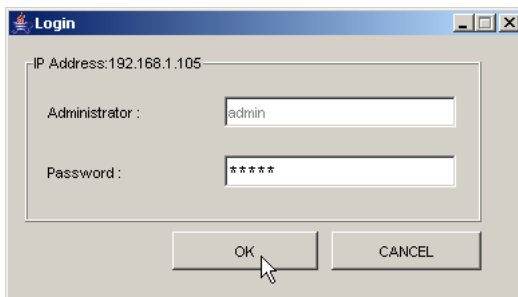 Login
IP Address:192.168.1.105
Administrator : admin
Password : *****
OK CANCEL